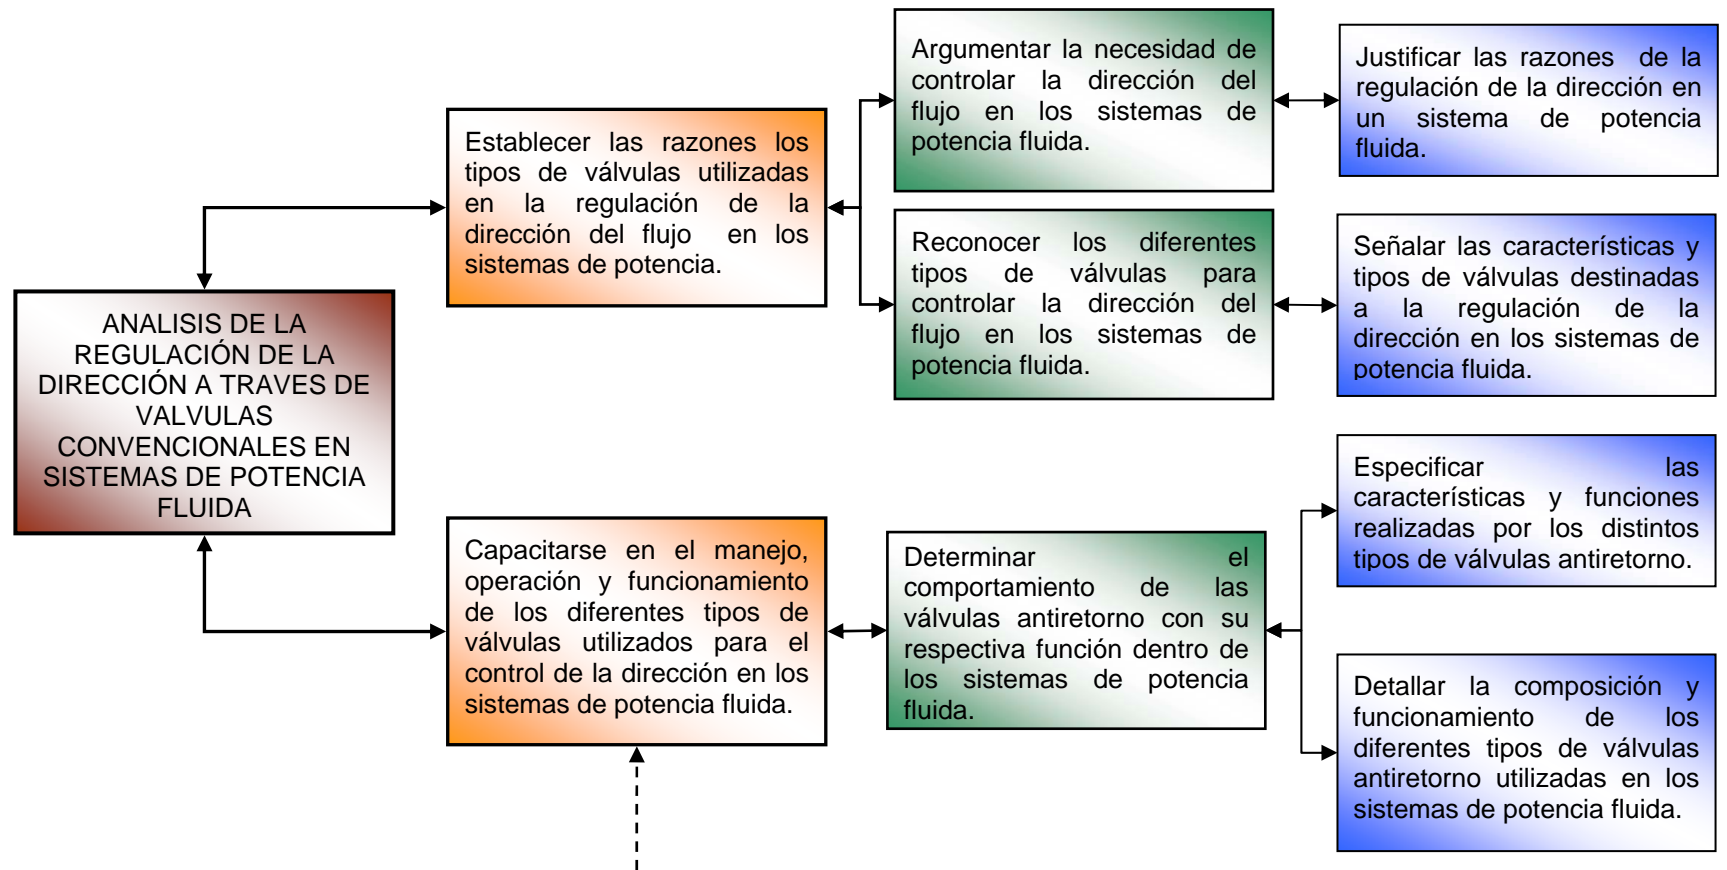 ANALISIS DE LA
REGULACIÓN DE LA
DIRECCIÓN A TRAVES DE
VALVULAS
CONVENCIONALES EN
SISTEMAS DE POTENCIA
FLUIDA
Establecer las razones los
tipos de válvulas utilizadas
en la regulación de la
dirección del flujo en los
sistemas de potencia.
Argumentar la necesidad de
controlar la dirección del
flujo en los sistemas de
potencia fluida.
Justificar las razones de la
regulación de la dirección en
un sistema de potencia
fluida.
Reconocer los diferentes
tipos de válvulas para
controlar la dirección del
flujo en los sistemas de
potencia fluida.
Señalar las características y
tipos de válvulas destinadas
a la regulación de la
dirección en los sistemas de
potencia fluida.
Capacitarse en el manejo,
operación y funcionamiento
de los diferentes tipos de
válvulas utilizados para el
control de la dirección en los
sistemas de potencia fluida.
Determinar el
comportamiento de las
válvulas antiretorno con su
respectiva función dentro de
los sistemas de potencia
fluida.
Especificar las
características y funciones
realizadas por los distintos
tipos de válvulas antiretorno.
Detallar la composición y
funcionamiento de los
diferentes tipos de válvulas
antiretorno utilizadas en los
sistemas de potencia fluida.